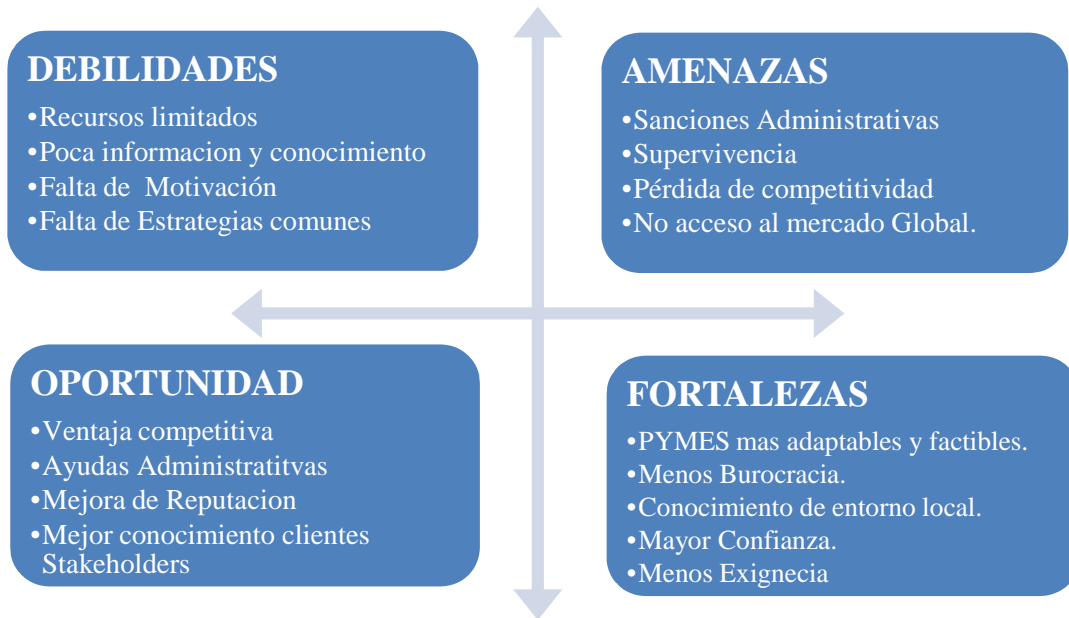 DEBILIDADES
•Recursos limitados
•Poca informacion y conocimiento
•Falta de Motivación
•Falta de Estrategias comunes
AMENAZAS
•Sanciones Administrativas
•Supervivencia
•Pérdida de competitividad
•No acceso al mercado Global.
OPORTUNIDAD
•Ventaja competitiva
•Ayudas Administratitvas
•Mejora de Reputacion
•Mejor conocimiento clientes
Stakeholders
FORTALEZAS
•PYMES mas adaptables y factibles.
•Menos Burocracia.
•Conocimiento de entorno local.
•Mayor Confianza.
•Menos Exignecia